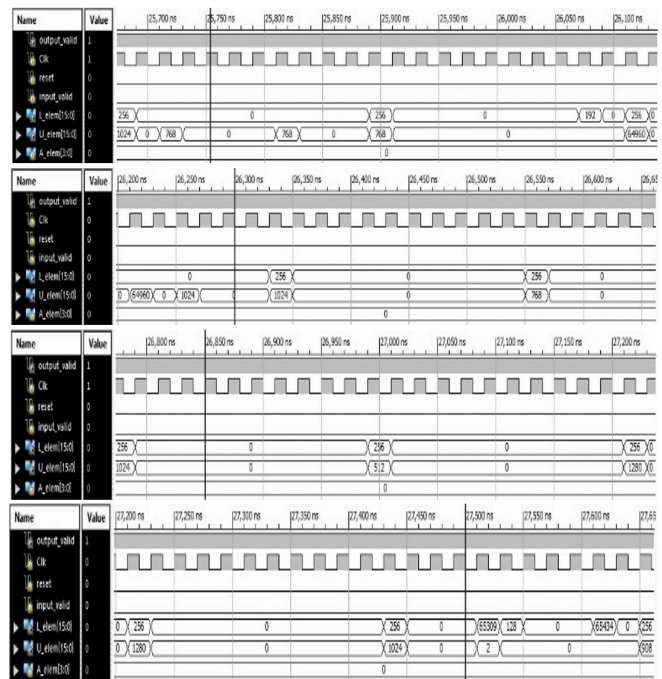 Name Value 25,700 ns 25,750 ns 25,800 ns 25,850 ns 25,900 ns 25,950 ns 26,000 ns 26,050 ns 26,100 ns
output_valid 1
Clk 1
reset 0
input_valid 0
L_elem[15:0] 0 256 0 256 0 192 0 256 0
U_elem[15:0] 0 1024 0 768 0 768 0 768 0 64960 0
A_elem[3:0] 0 0
Name Value 26,200 ns 26,250 ns 26,300 ns 26,350 ns 26,400 ns 26,450 ns 26,500 ns 26,550 ns 26,600 ns 26,65
output_valid 1
Clk 0
reset 0
input_valid 0
L_elem[15:0] 0 0 256 0 256 0
U_elem[15:0] 0 0 64960 0 1024 0 1024 0 768 0
A_elem[3:0] 0 0
Name Value 26,800 ns 26,850 ns 26,900 ns 26,950 ns 27,000 ns 27,050 ns 27,100 ns 27,150 ns 27,200 ns
output_valid 1
Clk 1
reset 0
input_valid 0
L_elem[15:0] 0 256 0 256 0 256 0
U_elem[15:0] 0 1024 0 512 0 1280 0
A_elem[3:0] 0 0
Name Value 27,200 ns 27,250 ns 27,300 ns 27,350 ns 27,400 ns 27,450 ns 27,500 ns 27,550 ns 27,600 ns 27,65
output_valid 1
Clk 0
reset 0
input_valid 0
L_elem[15:0] 0 0 256 0 256 0 65309 128 0 65434 0 256
U_elem[15:0] 0 0 1280 0 1024 0 2 0 908
A_elem[3:0] 0 0